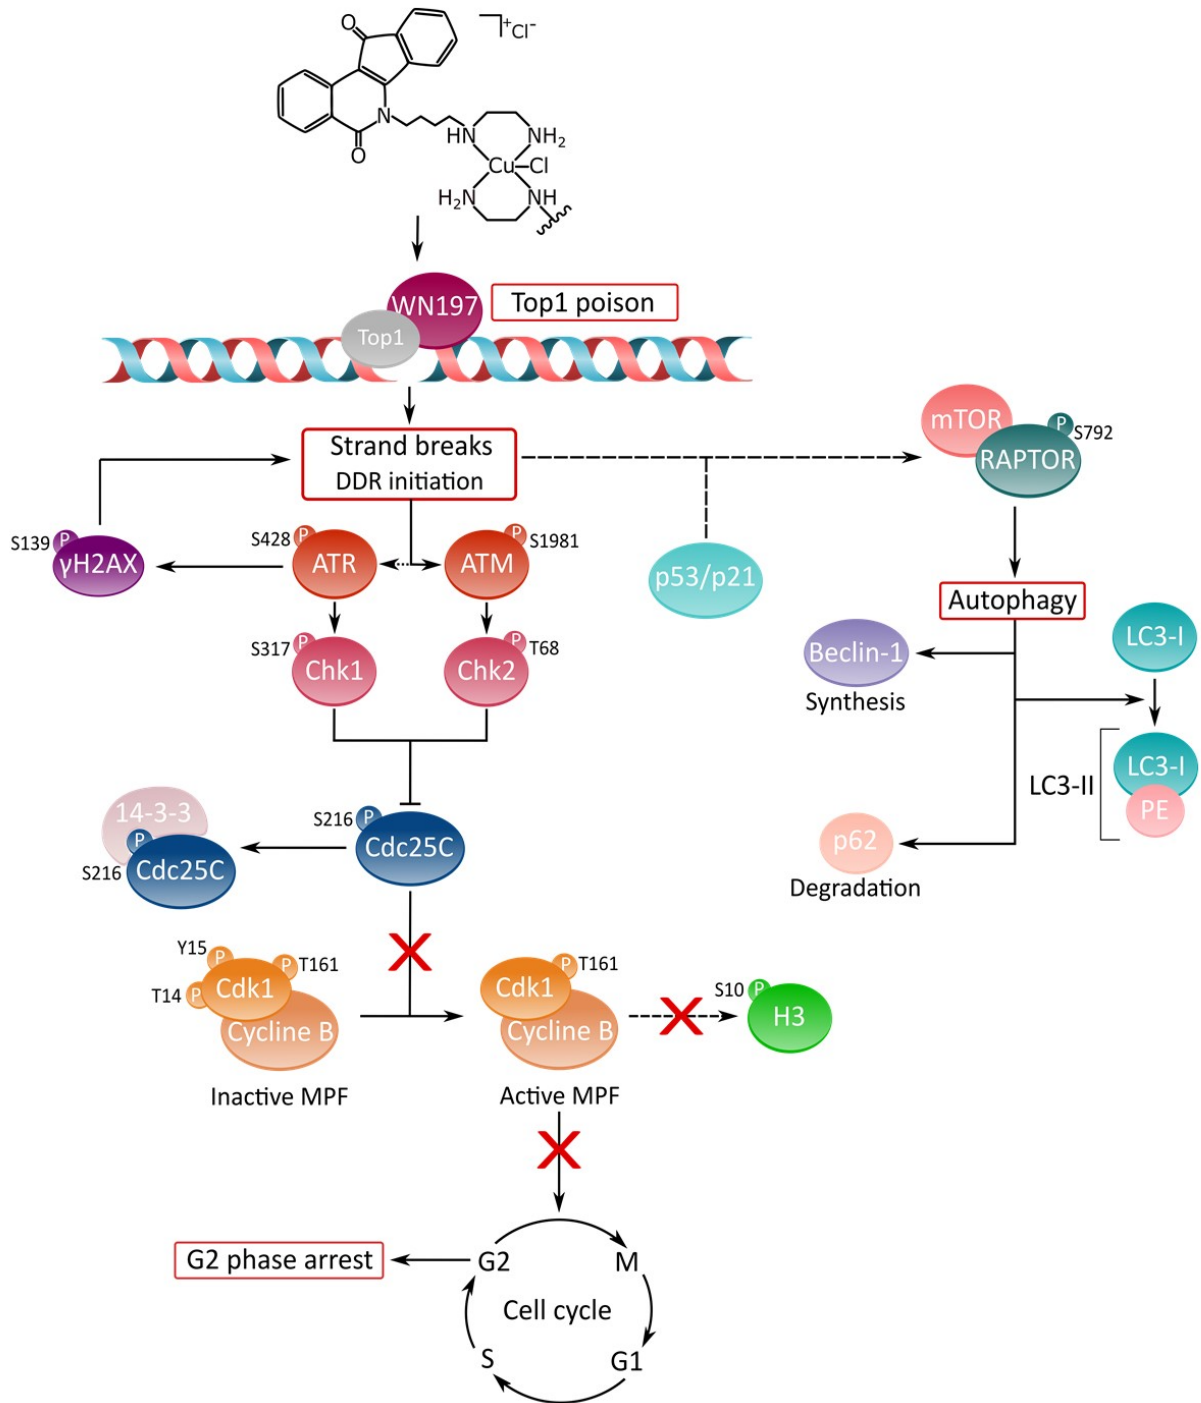 O
]+Cl-
N
O
HN
NH2
Cu
Cl
H2N
NH
WN197
Top1 poison
Top1
Strand breaks
DDR initiation
mTOR
P
S792
RAPTOR
S139
P
γH2AX
S428
P
ATR
P
S1981
ATM
p53/p21
Autophagy
S317
P
Chk1
P
T68
Chk2
Beclin-1
Synthesis
LC3-I
LC3-II
LC3-I
PE
14-3-3
P
S216
Cdc25C
S216
P
Cdc25C
p62
Degradation
Y15
P
T14
P
P
T161
Cdk1
Cycline B
Inactive MPF
P
T161
Cdk1
Cycline B
Active MPF
S10
P
H3
G2 phase arrest
G2
M
Cell cycle
S
G1